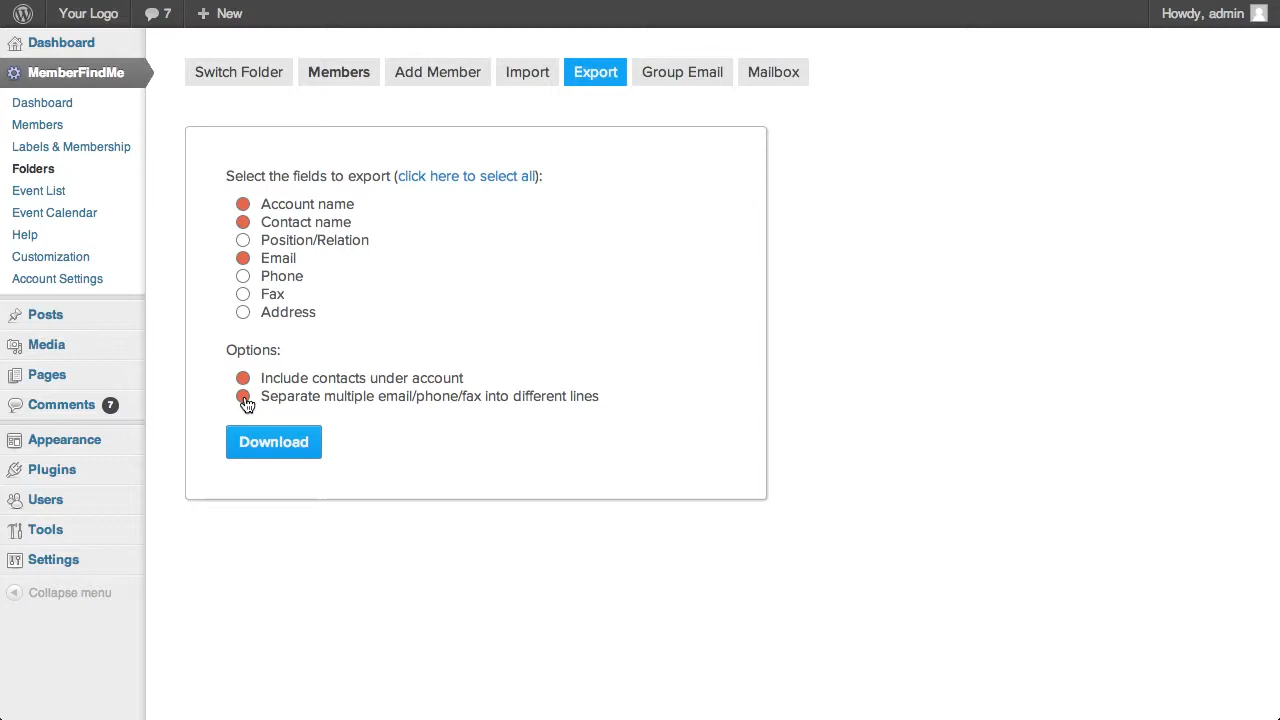 Your Logo 7 + New Howdy, admin
Switch Folder Members Add Member Import Export Group Email Mailbox
Dashboard
MemberFindMe
Dashboard
Members
Labels & Membership
Folders
Event List
Event Calendar
Help
Customization
Account Settings
Posts
Media
Pages
Comments 7
Appearance
Plugins
Users
Tools
Settings
Collapse menu
Select the fields to export (click here to select all):
Account name
Contact name
Position/Relation
Email
Phone
Fax
Address
Options:
Include contacts under account
Separate multiple email/phone/fax into different lines
Download